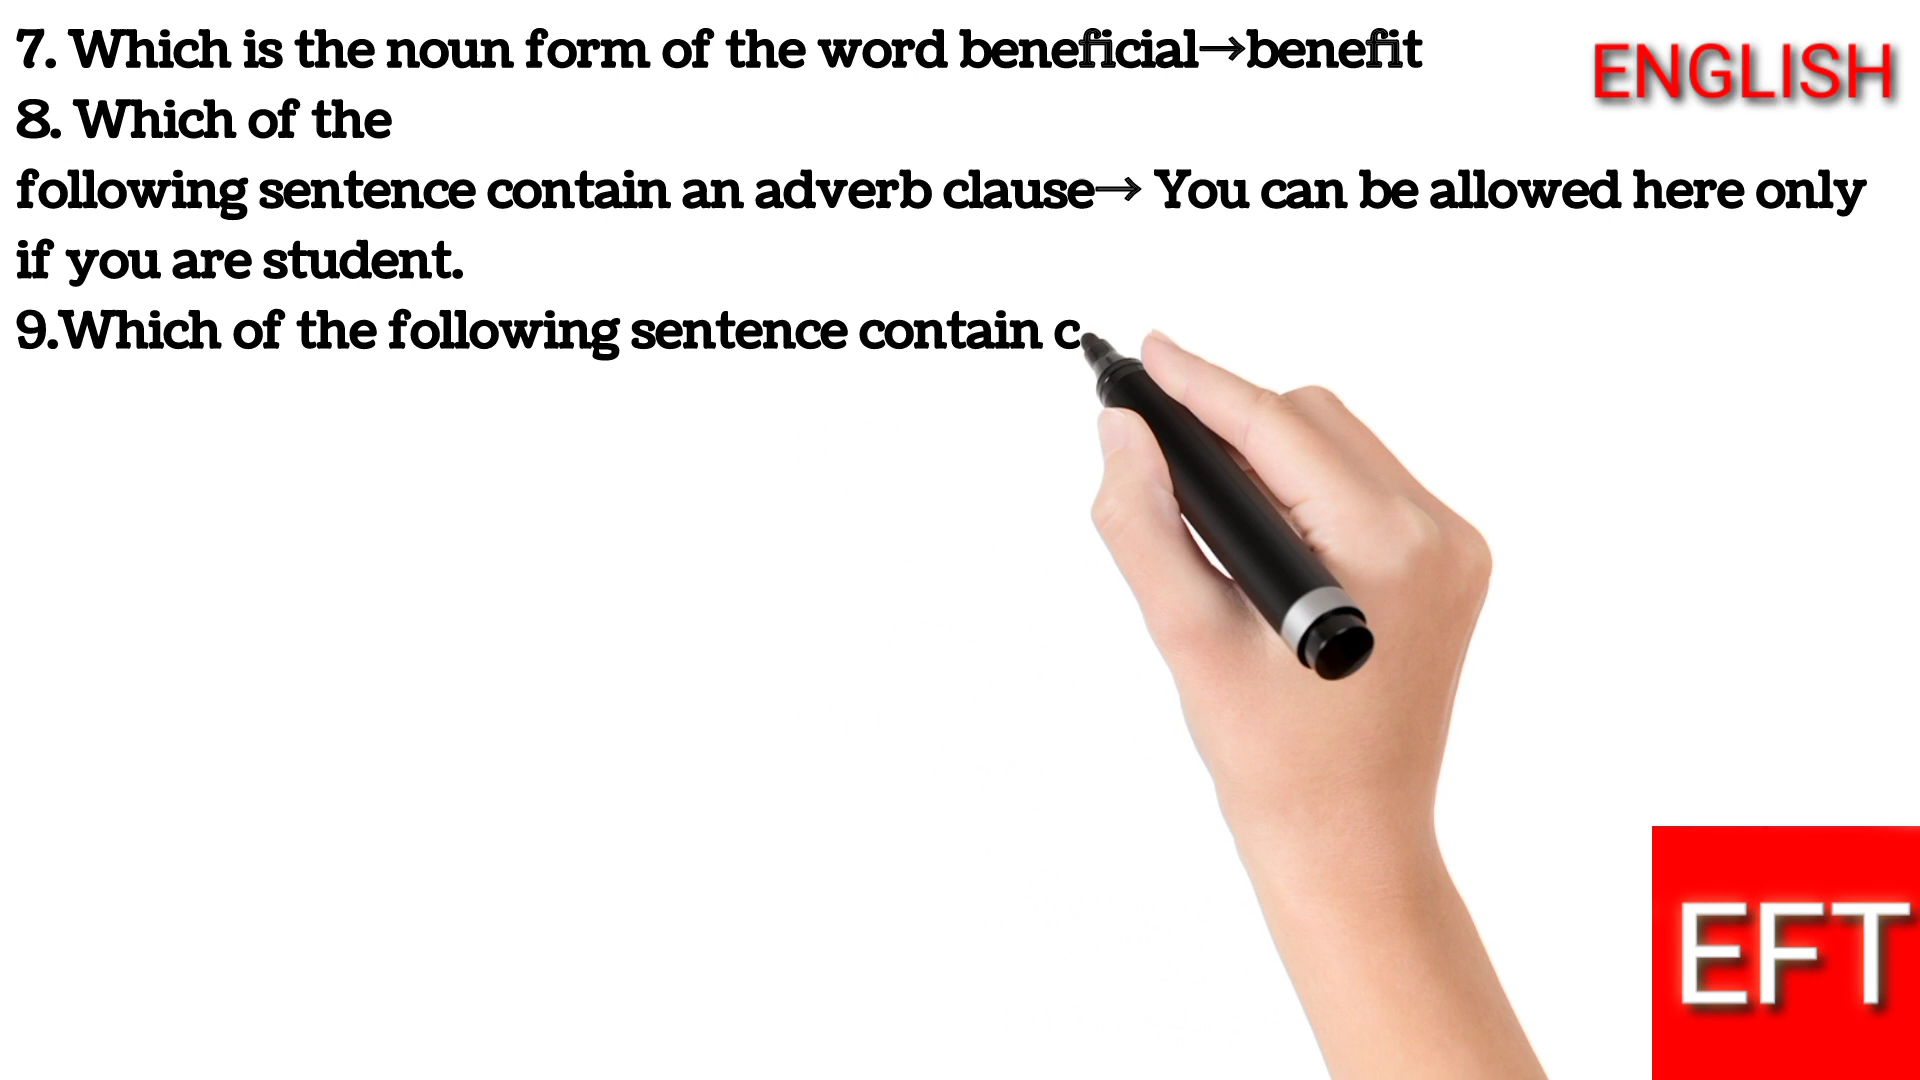 7. Which is the noun form of the word beneficial→benefit
ENGLISH
8. Which of the
following sentence contain an adverb clause→ You can be allowed here only
if you are student.
9.Which of the following sentence contain c
EFT